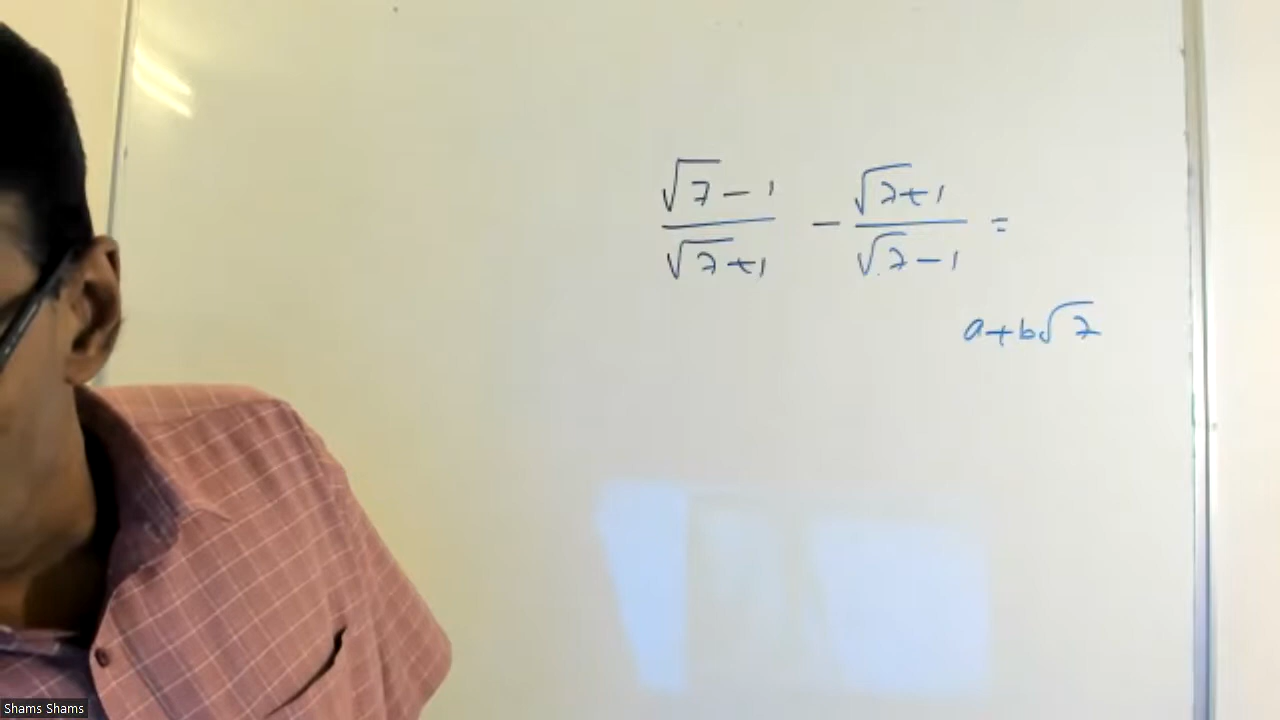 √7 - 1 / √7 + 1 - √7 + 1 / √7 - 1 =
a + b√7
Shams Shams